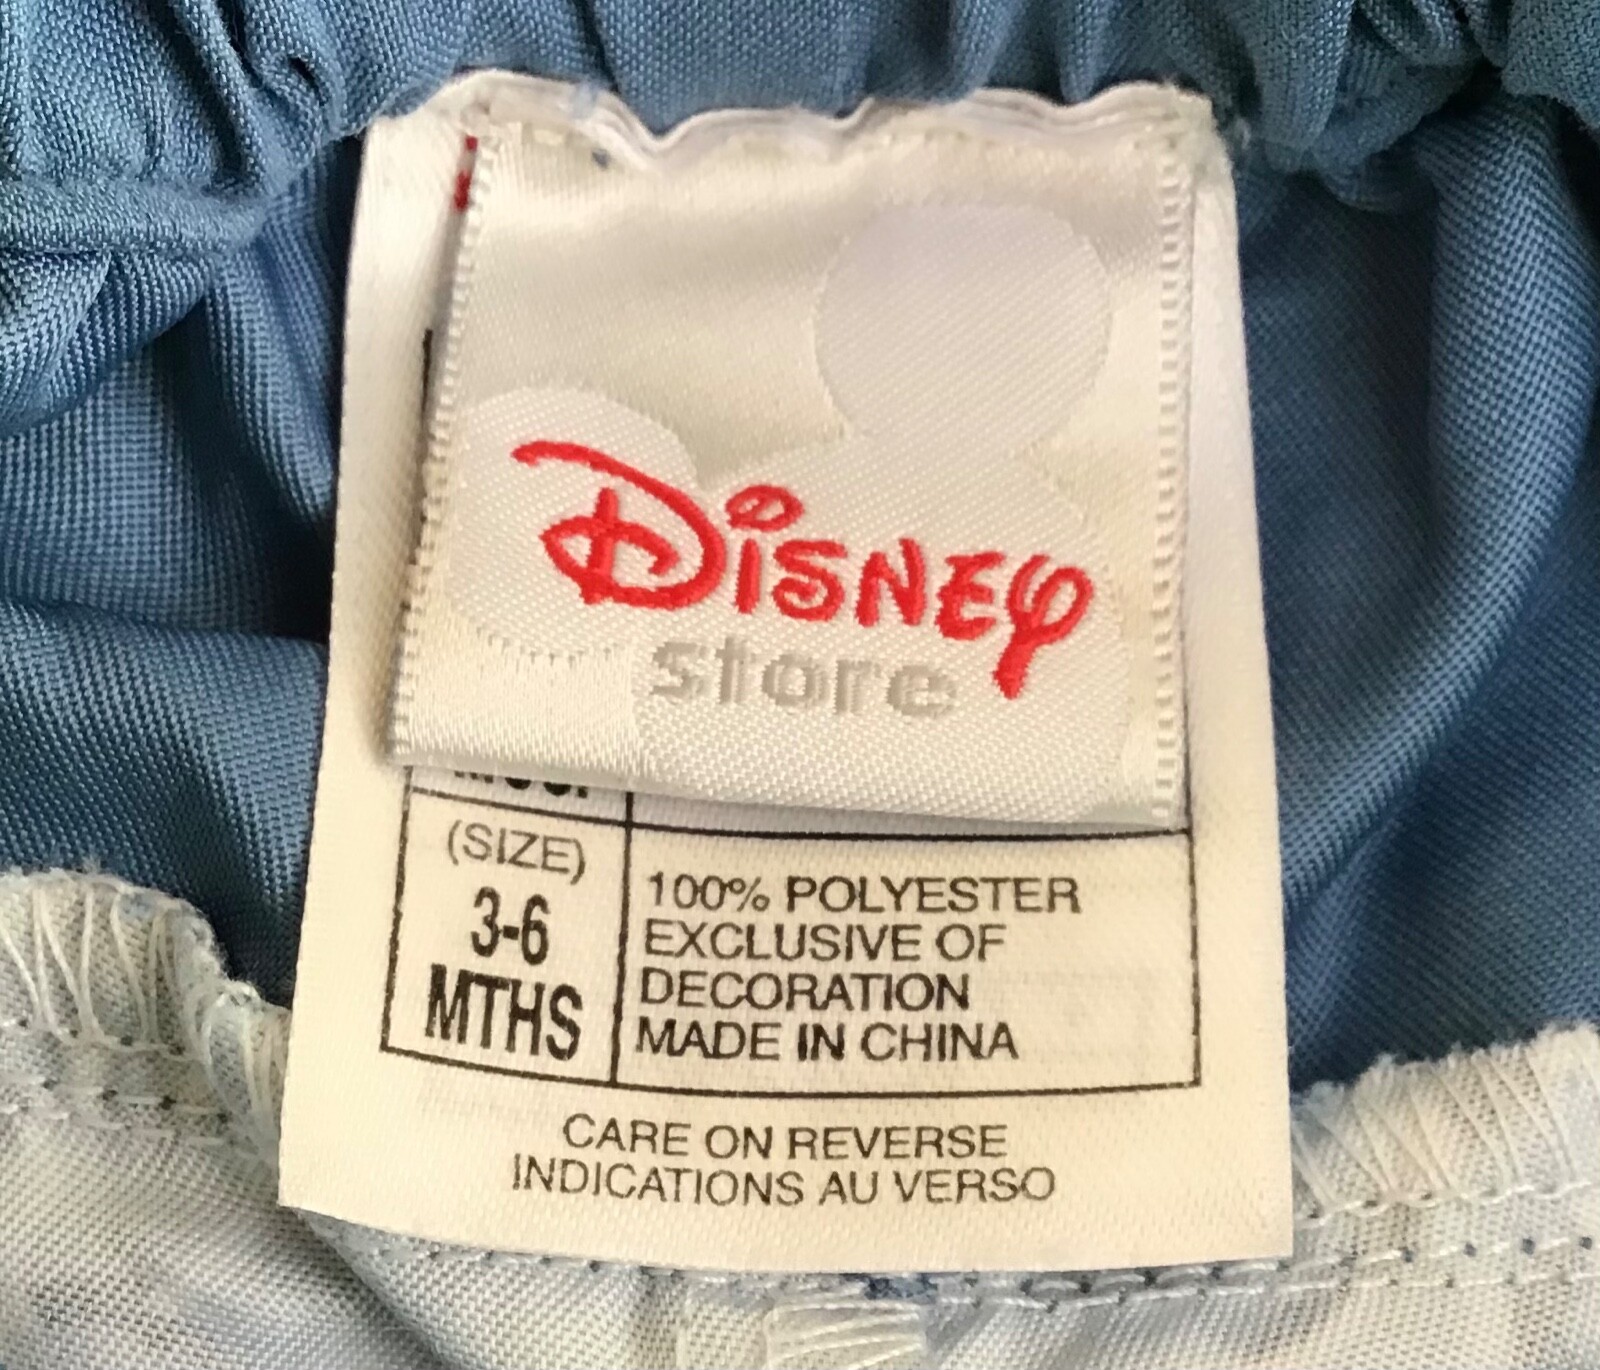 Disney
store
(SIZE)
3-6
MTHS
100% POLYESTER
EXCLUSIVE OF
DECORATION
MADE IN CHINA
CARE ON REVERSE
INDICATIONS AU VERSO